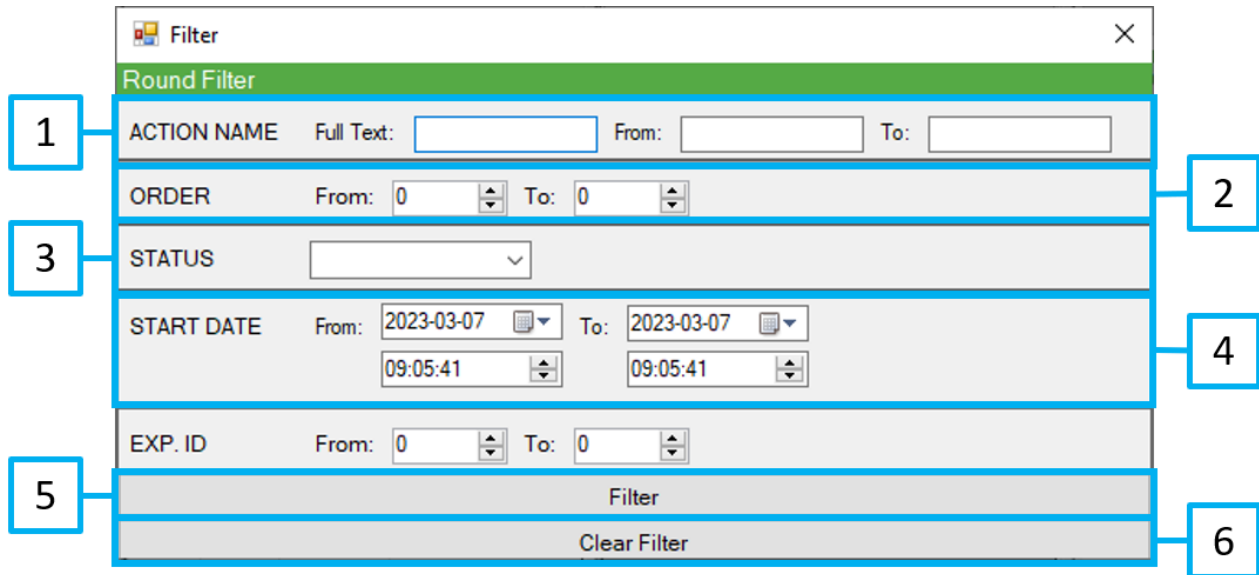 Filter
Round Filter
1 ACTION NAME Full Text: From: To:
ORDER From: 0 To: 0 2
3 STATUS
START DATE From: 2023-03-07 To: 2023-03-07
09:05:41 09:05:41 4
EXP. ID From: 0 To: 0
5 Filter
Clear Filter 6